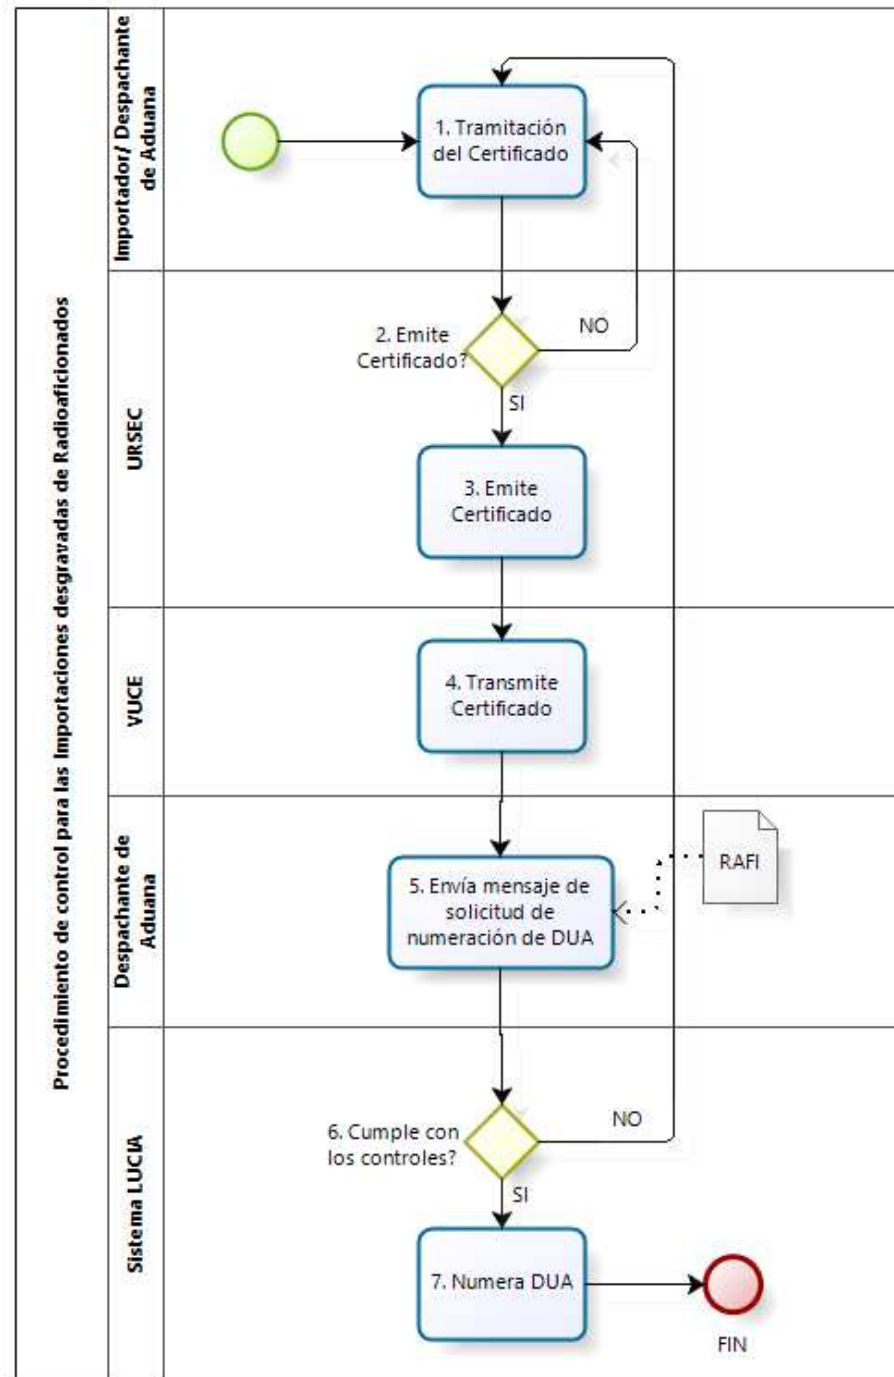 Procedimiento de control para las Importaciones desgravadas de Radioaficionados
Importador/ Despachante
de Aduana
1. Tramitación
del Certificado
URSEC
2. Emite
Certificado?
NO
SI
3. Emite
Certificado
VUCE
4. Transmite
Certificado
Despachante de
Aduana
5. Envía mensaje de
solicitud de
numeración de DUA
RAFI
Sistema LUCIA
6. Cumple con
los controles?
NO
SI
7. Numera DUA
FIN